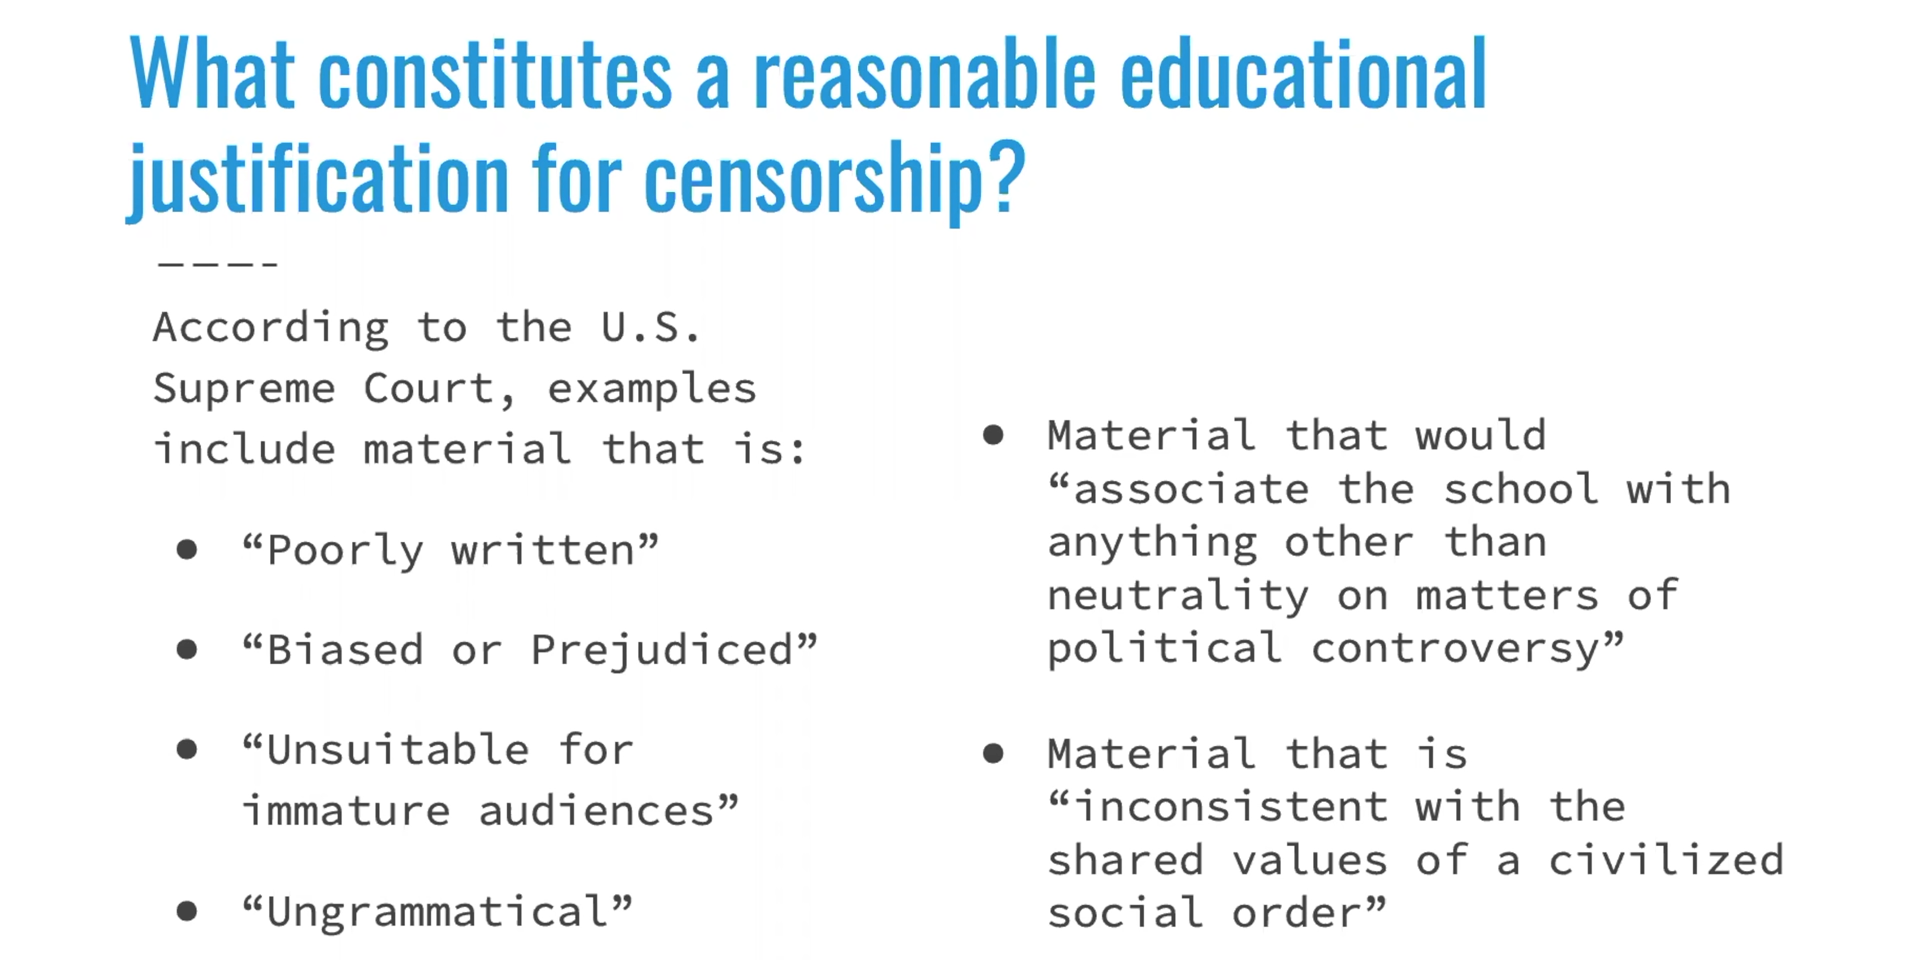 What constitutes a reasonable educational
justification for censorship?
————-
According to the U.S.
Supreme Court, examples
include material that is:
● “Poorly written”
● “Biased or Prejudiced”
● “Unsuitable for
immature audiences”
● “Ungrammatical”
● Material that would
“associate the school with
anything other than
neutrality on matters of
political controversy”
● Material that is
“inconsistent with the
shared values of a civilized
social order”